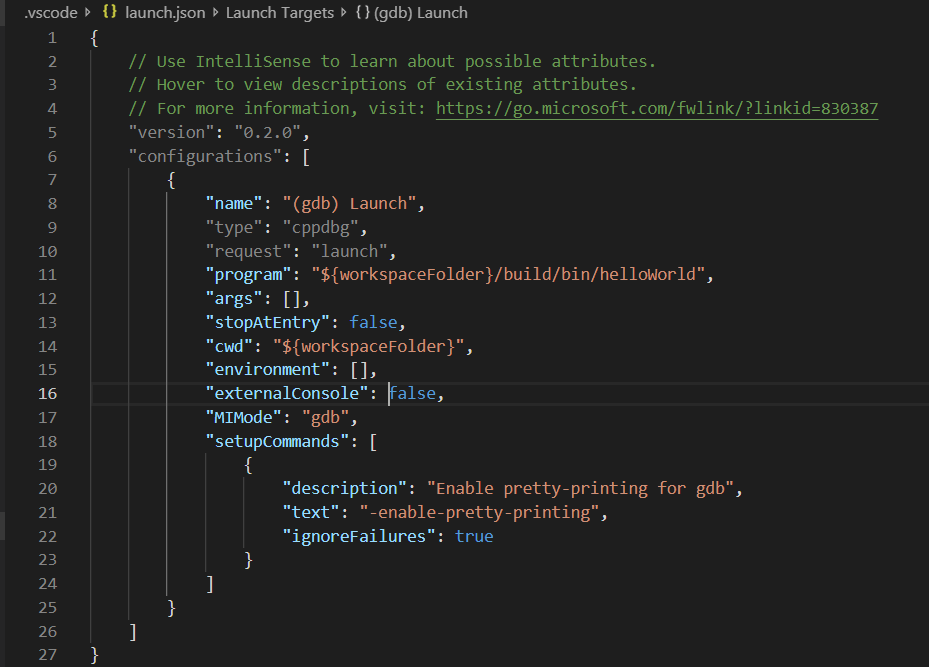 .vscode > {} launch.json > Launch Targets > {} (gdb) Launch
1 {
2 // Use IntelliSense to learn about possible attributes.
3 // Hover to view descriptions of existing attributes.
4 // For more information, visit: https://go.microsoft.com/fwlink/?linkid=830387
5 "version": "0.2.0",
6 "configurations": [
7 {
8 "name": "(gdb) Launch",
9 "type": "cppdbg",
10 "request": "launch",
11 "program": "${workspaceFolder}/build/bin/helloWorld",
12 "args": [],
13 "stopAtEntry": false,
14 "cwd": "${workspaceFolder}",
15 "environment": [],
16 "externalConsole": false,
17 "MIMode": "gdb",
18 "setupCommands": [
19 {
20 "description": "Enable pretty-printing for gdb",
21 "text": "-enable-pretty-printing",
22 "ignoreFailures": true
23 }
24 ]
25 }
26 ]
27 }